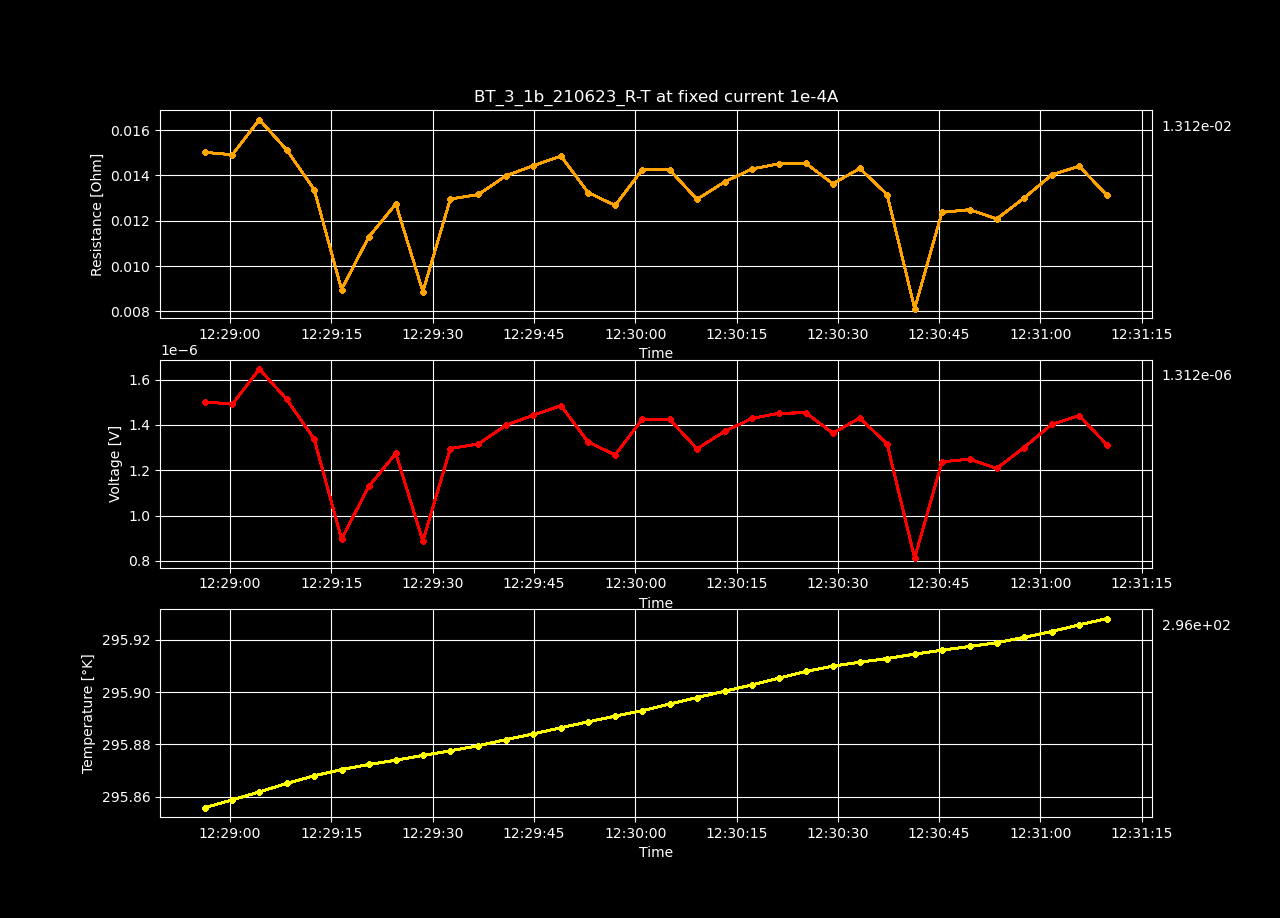 BT_3_1b_210623_R-T at fixed current 1e-4A
1.312e-02
Resistance [Ohm]
0.016
0.014
0.012
0.010
0.008
12:29:00 12:29:15 12:29:30 12:29:45 12:30:00 12:30:15 12:30:30 12:30:45 12:31:00 12:31:15
Time
1e−6
1.312e-06
Voltage [V]
1.6
1.4
1.2
1.0
0.8
12:29:00 12:29:15 12:29:30 12:29:45 12:30:00 12:30:15 12:30:30 12:30:45 12:31:00 12:31:15
Time
2.96e+02
Temperature [°K]
295.92
295.90
295.88
295.86
12:29:00 12:29:15 12:29:30 12:29:45 12:30:00 12:30:15 12:30:30 12:30:45 12:31:00 12:31:15
Time